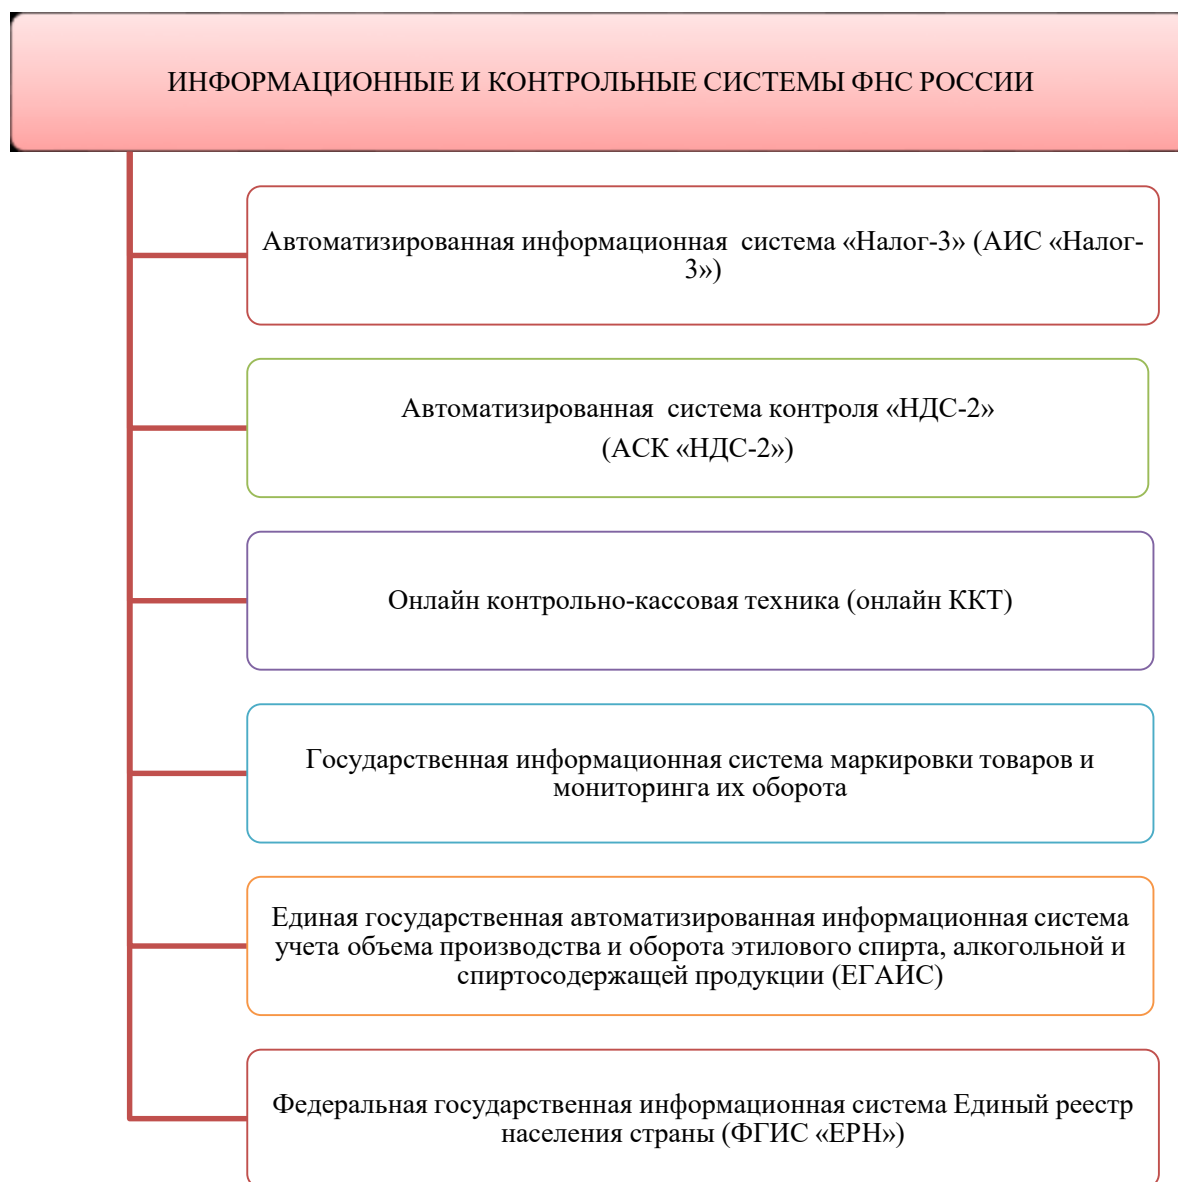 ИНФОРМАЦИОННЫЕ И КОНТРОЛЬНЫЕ СИСТЕМЫ ФНС РОССИИ
Автоматизированная информационная система «Налог-3» (АИС «Налог-
3»)
Автоматизированная система контроля «НДС-2»
(АСК «НДС-2»)
Онлайн контрольно-кассовая техника (онлайн ККТ)
Государственная информационная система маркировки товаров и
мониторинга их оборота
Единая государственная автоматизированная информационная система
учета объема производства и оборота этилового спирта, алкогольной и
спиртосодержащей продукции (ЕГАИС)
Федеральная государственная информационная система Единый реестр
населения страны (ФГИС «ЕРН»)